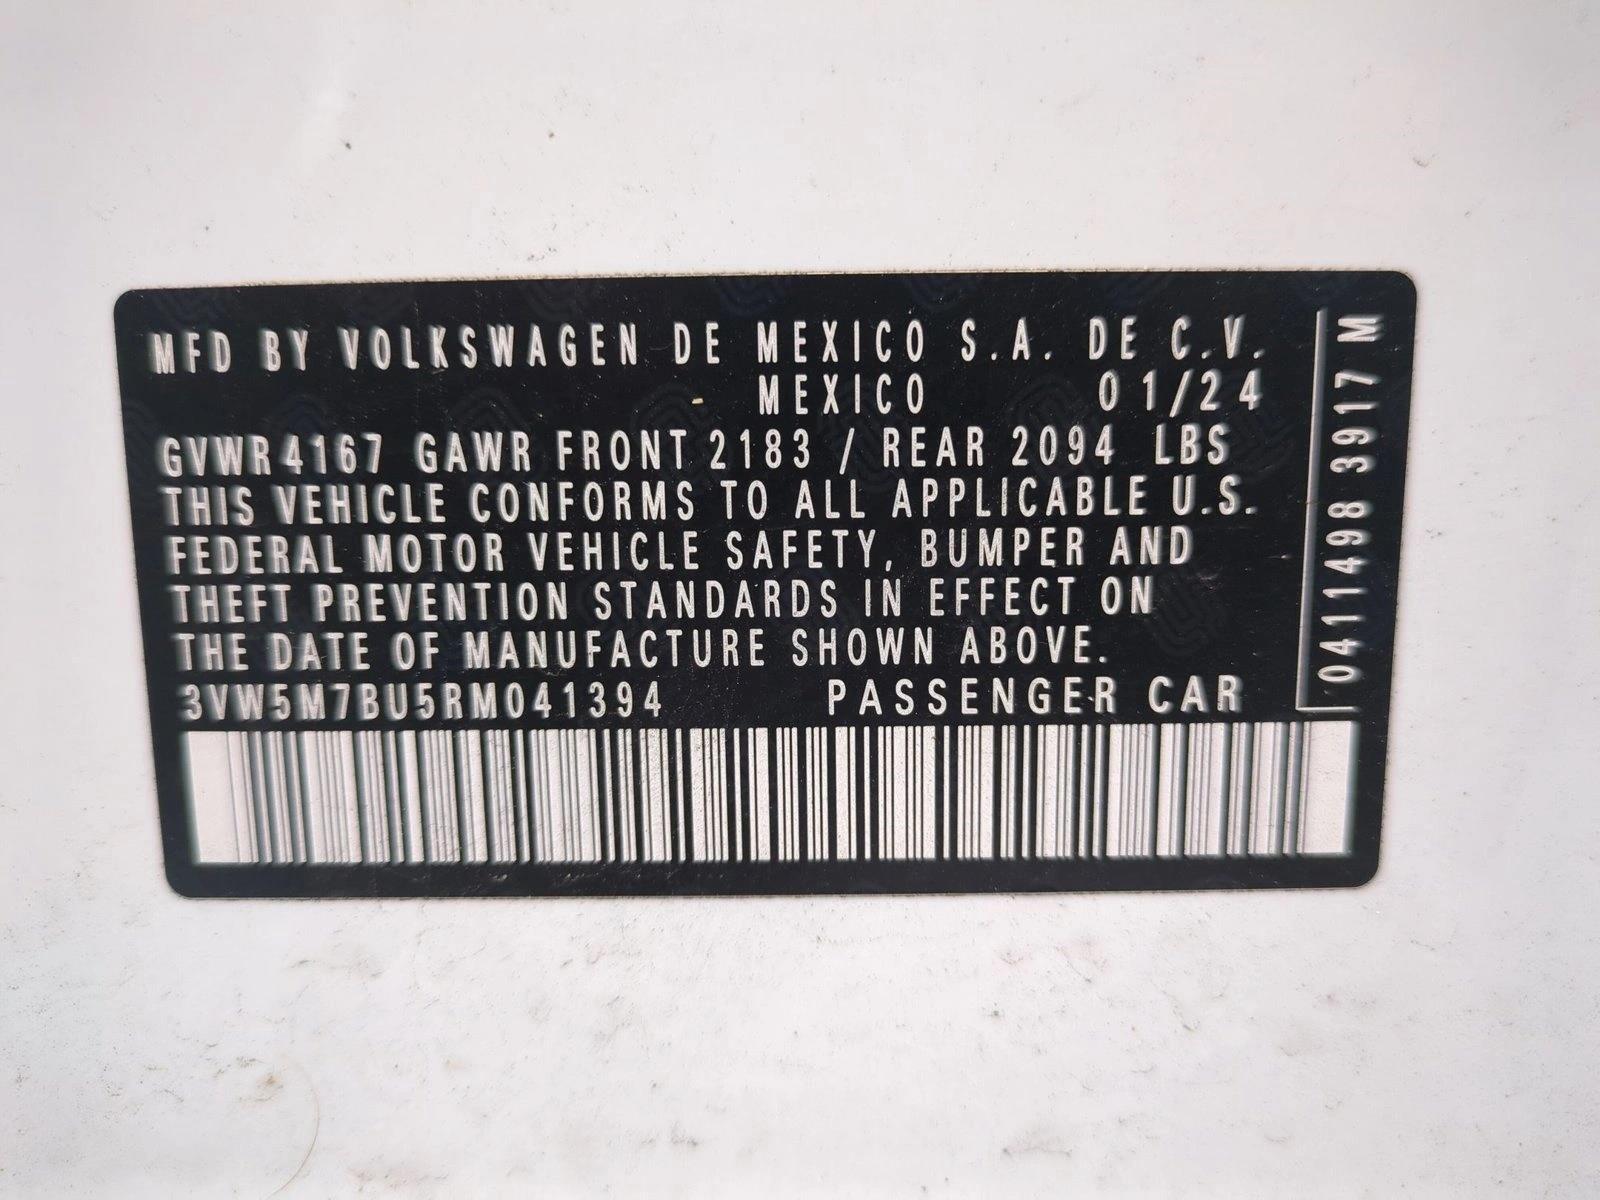 MFD BY VOLKSWAGEN DE MEXICO S.A. DE C.V.
MEXICO 01/24
GVWR 4167 GAWR FRONT 2183 / REAR 2094 LBS
THIS VEHICLE CONFORMS TO ALL APPLICABLE U.S.
FEDERAL MOTOR VEHICLE SAFETY, BUMPER AND
THEFT PREVENTION STANDARDS IN EFFECT ON
THE DATE OF MANUFACTURE SHOWN ABOVE.
3VW5M7BU5RM041394 PASSENGER CAR
0411498 3917 M